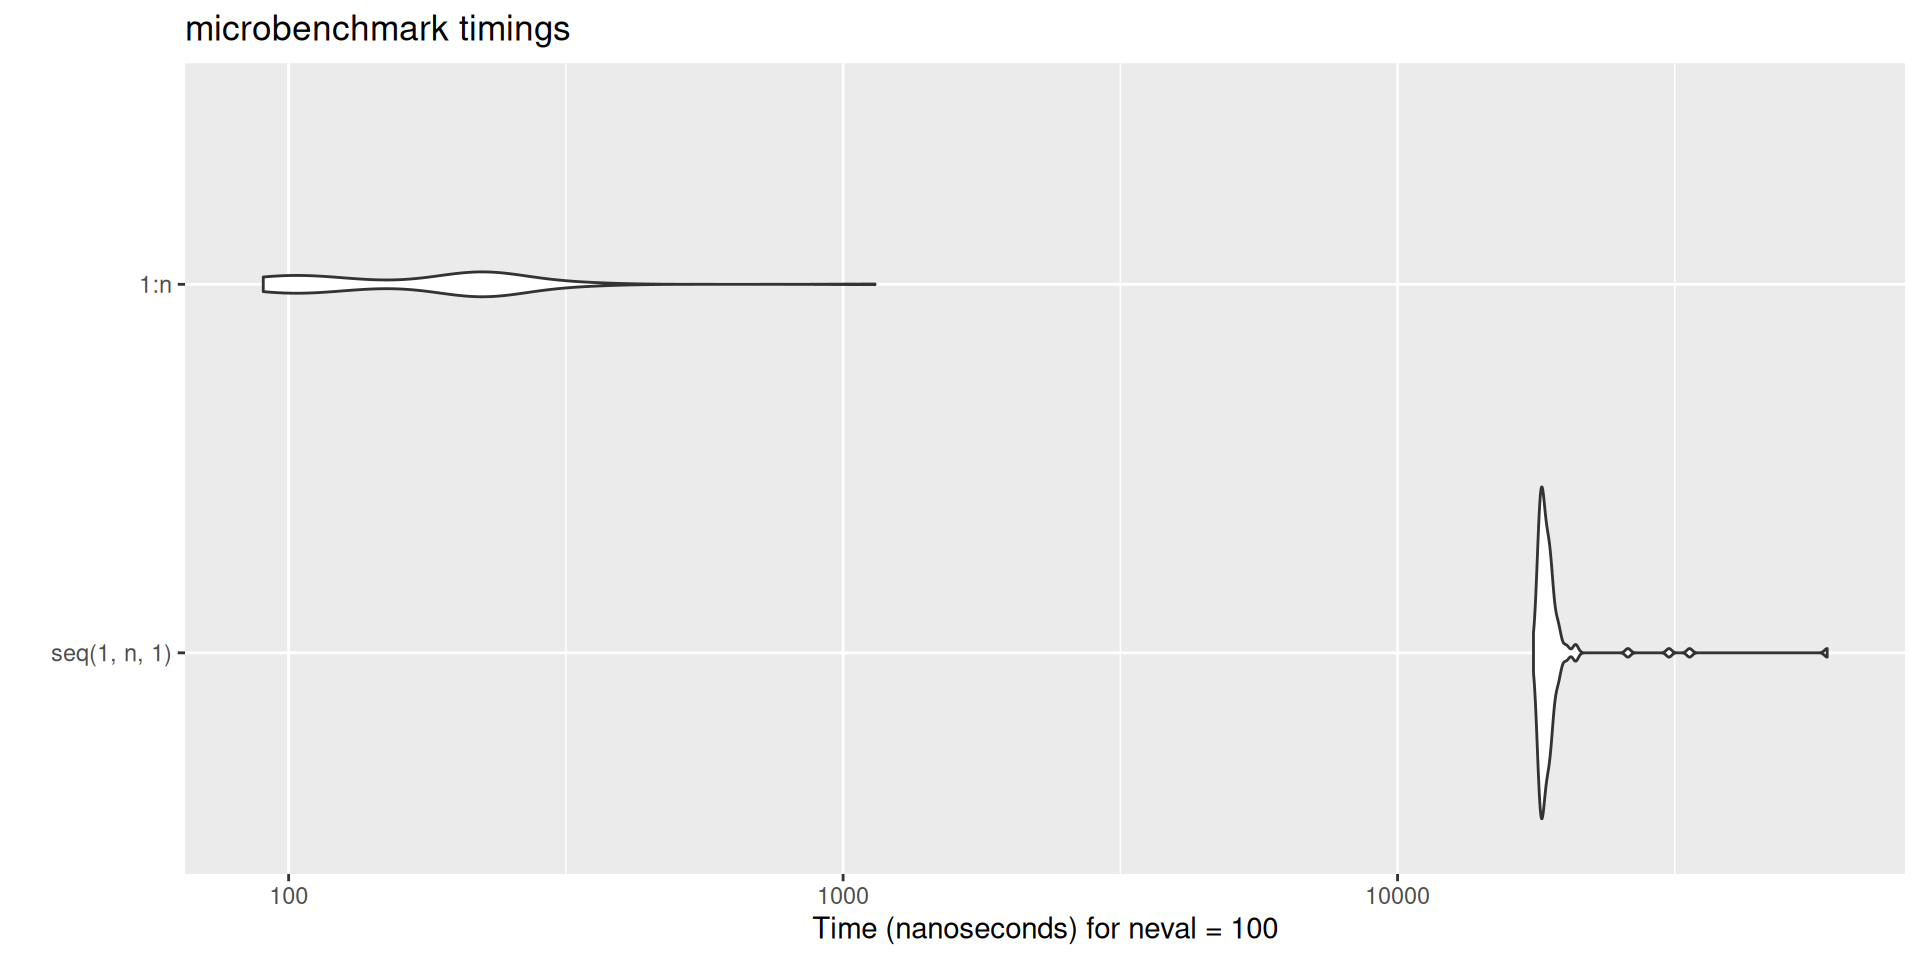 microbenchmark timings
1:n
seq(1, n, 1)
100
1000
10000
Time (nanoseconds) for neval = 100